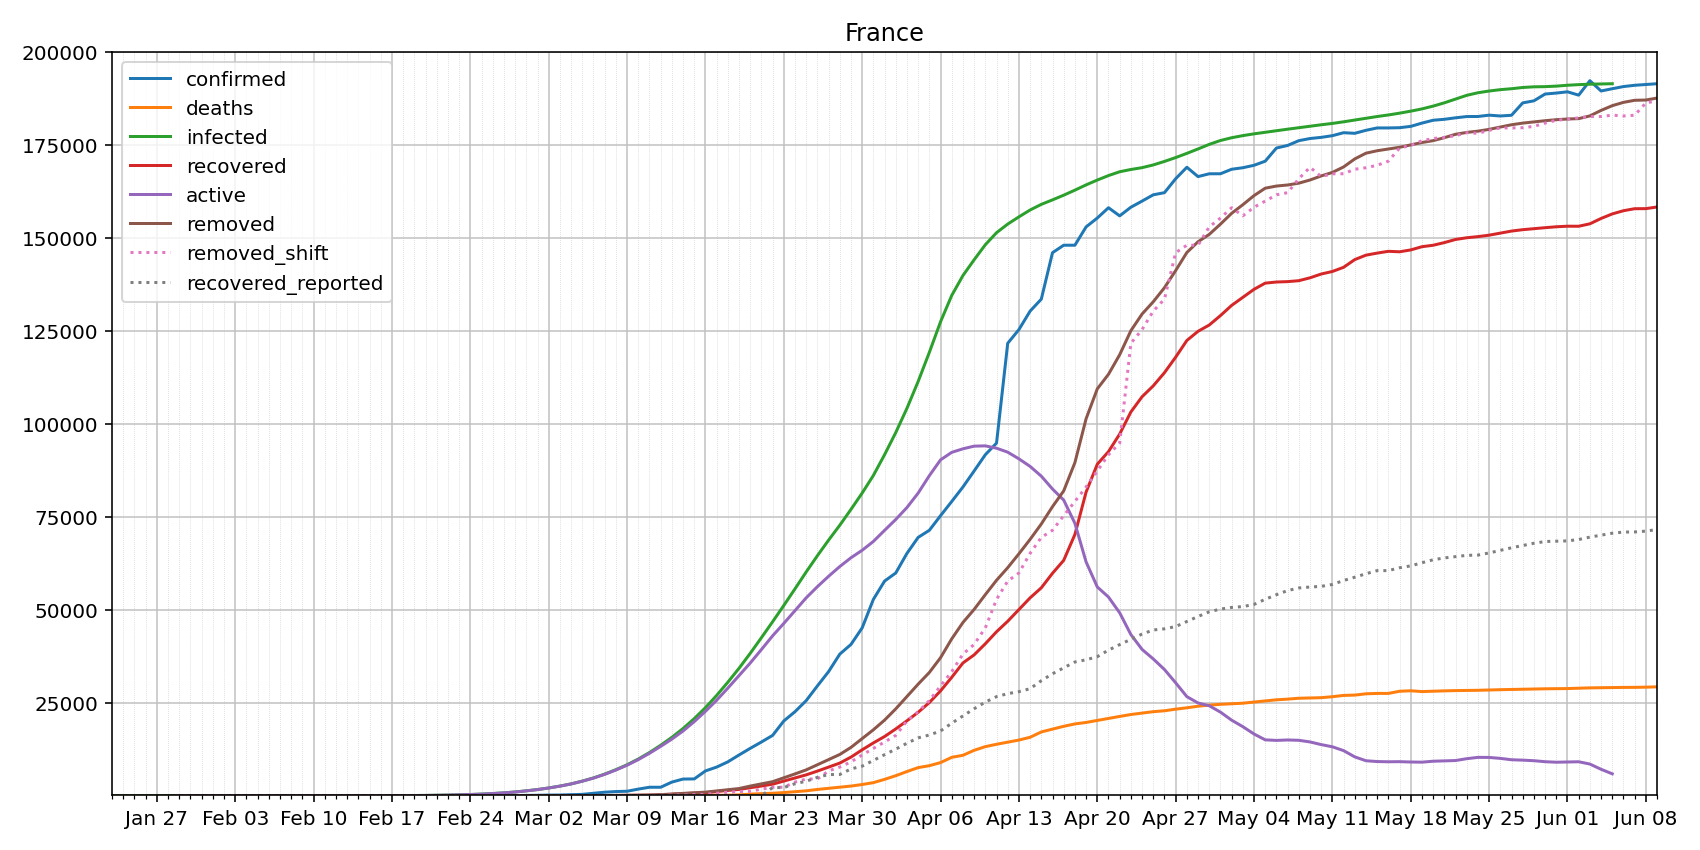 France
200000
175000
150000
125000
100000
75000
50000
25000
confirmed
deaths
infected
recovered
active
removed
removed_shift
recovered_reported
Jan 27 Feb 03 Feb 10 Feb 17 Feb 24 Mar 02 Mar 09 Mar 16 Mar 23 Mar 30 Apr 06 Apr 13 Apr 20 Apr 27 May 04 May 11 May 18 May 25 Jun 01 Jun 08